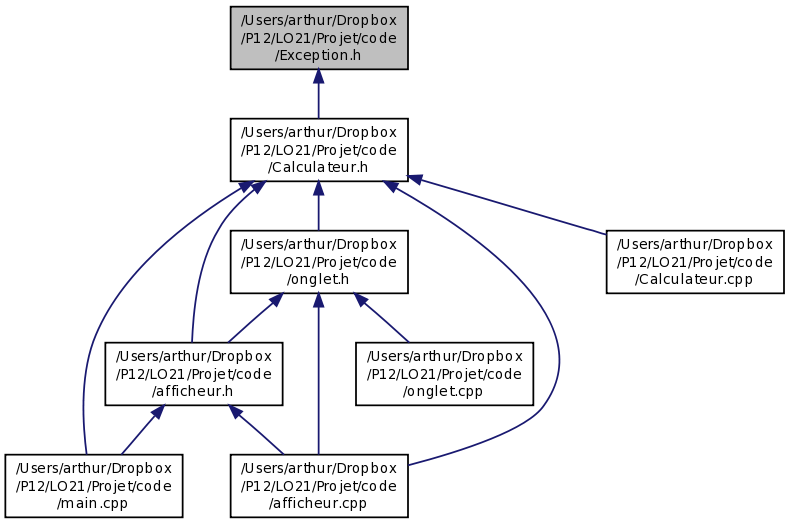 /Users/arthur/Dropbox
/P12/LO21/Projet/code
/Exception.h
/Users/arthur/Dropbox
/P12/LO21/Projet/code
/Calculateur.h
/Users/arthur/Dropbox
/P12/LO21/Projet/code
/onglet.h
/Users/arthur/Dropbox
/P12/LO21/Projet/code
/Calculateur.cpp
/Users/arthur/Dropbox
/P12/LO21/Projet/code
/afficheur.h
/Users/arthur/Dropbox
/P12/LO21/Projet/code
/onglet.cpp
/Users/arthur/Dropbox
/P12/LO21/Projet/code
/main.cpp
/Users/arthur/Dropbox
/P12/LO21/Projet/code
/afficheur.cpp